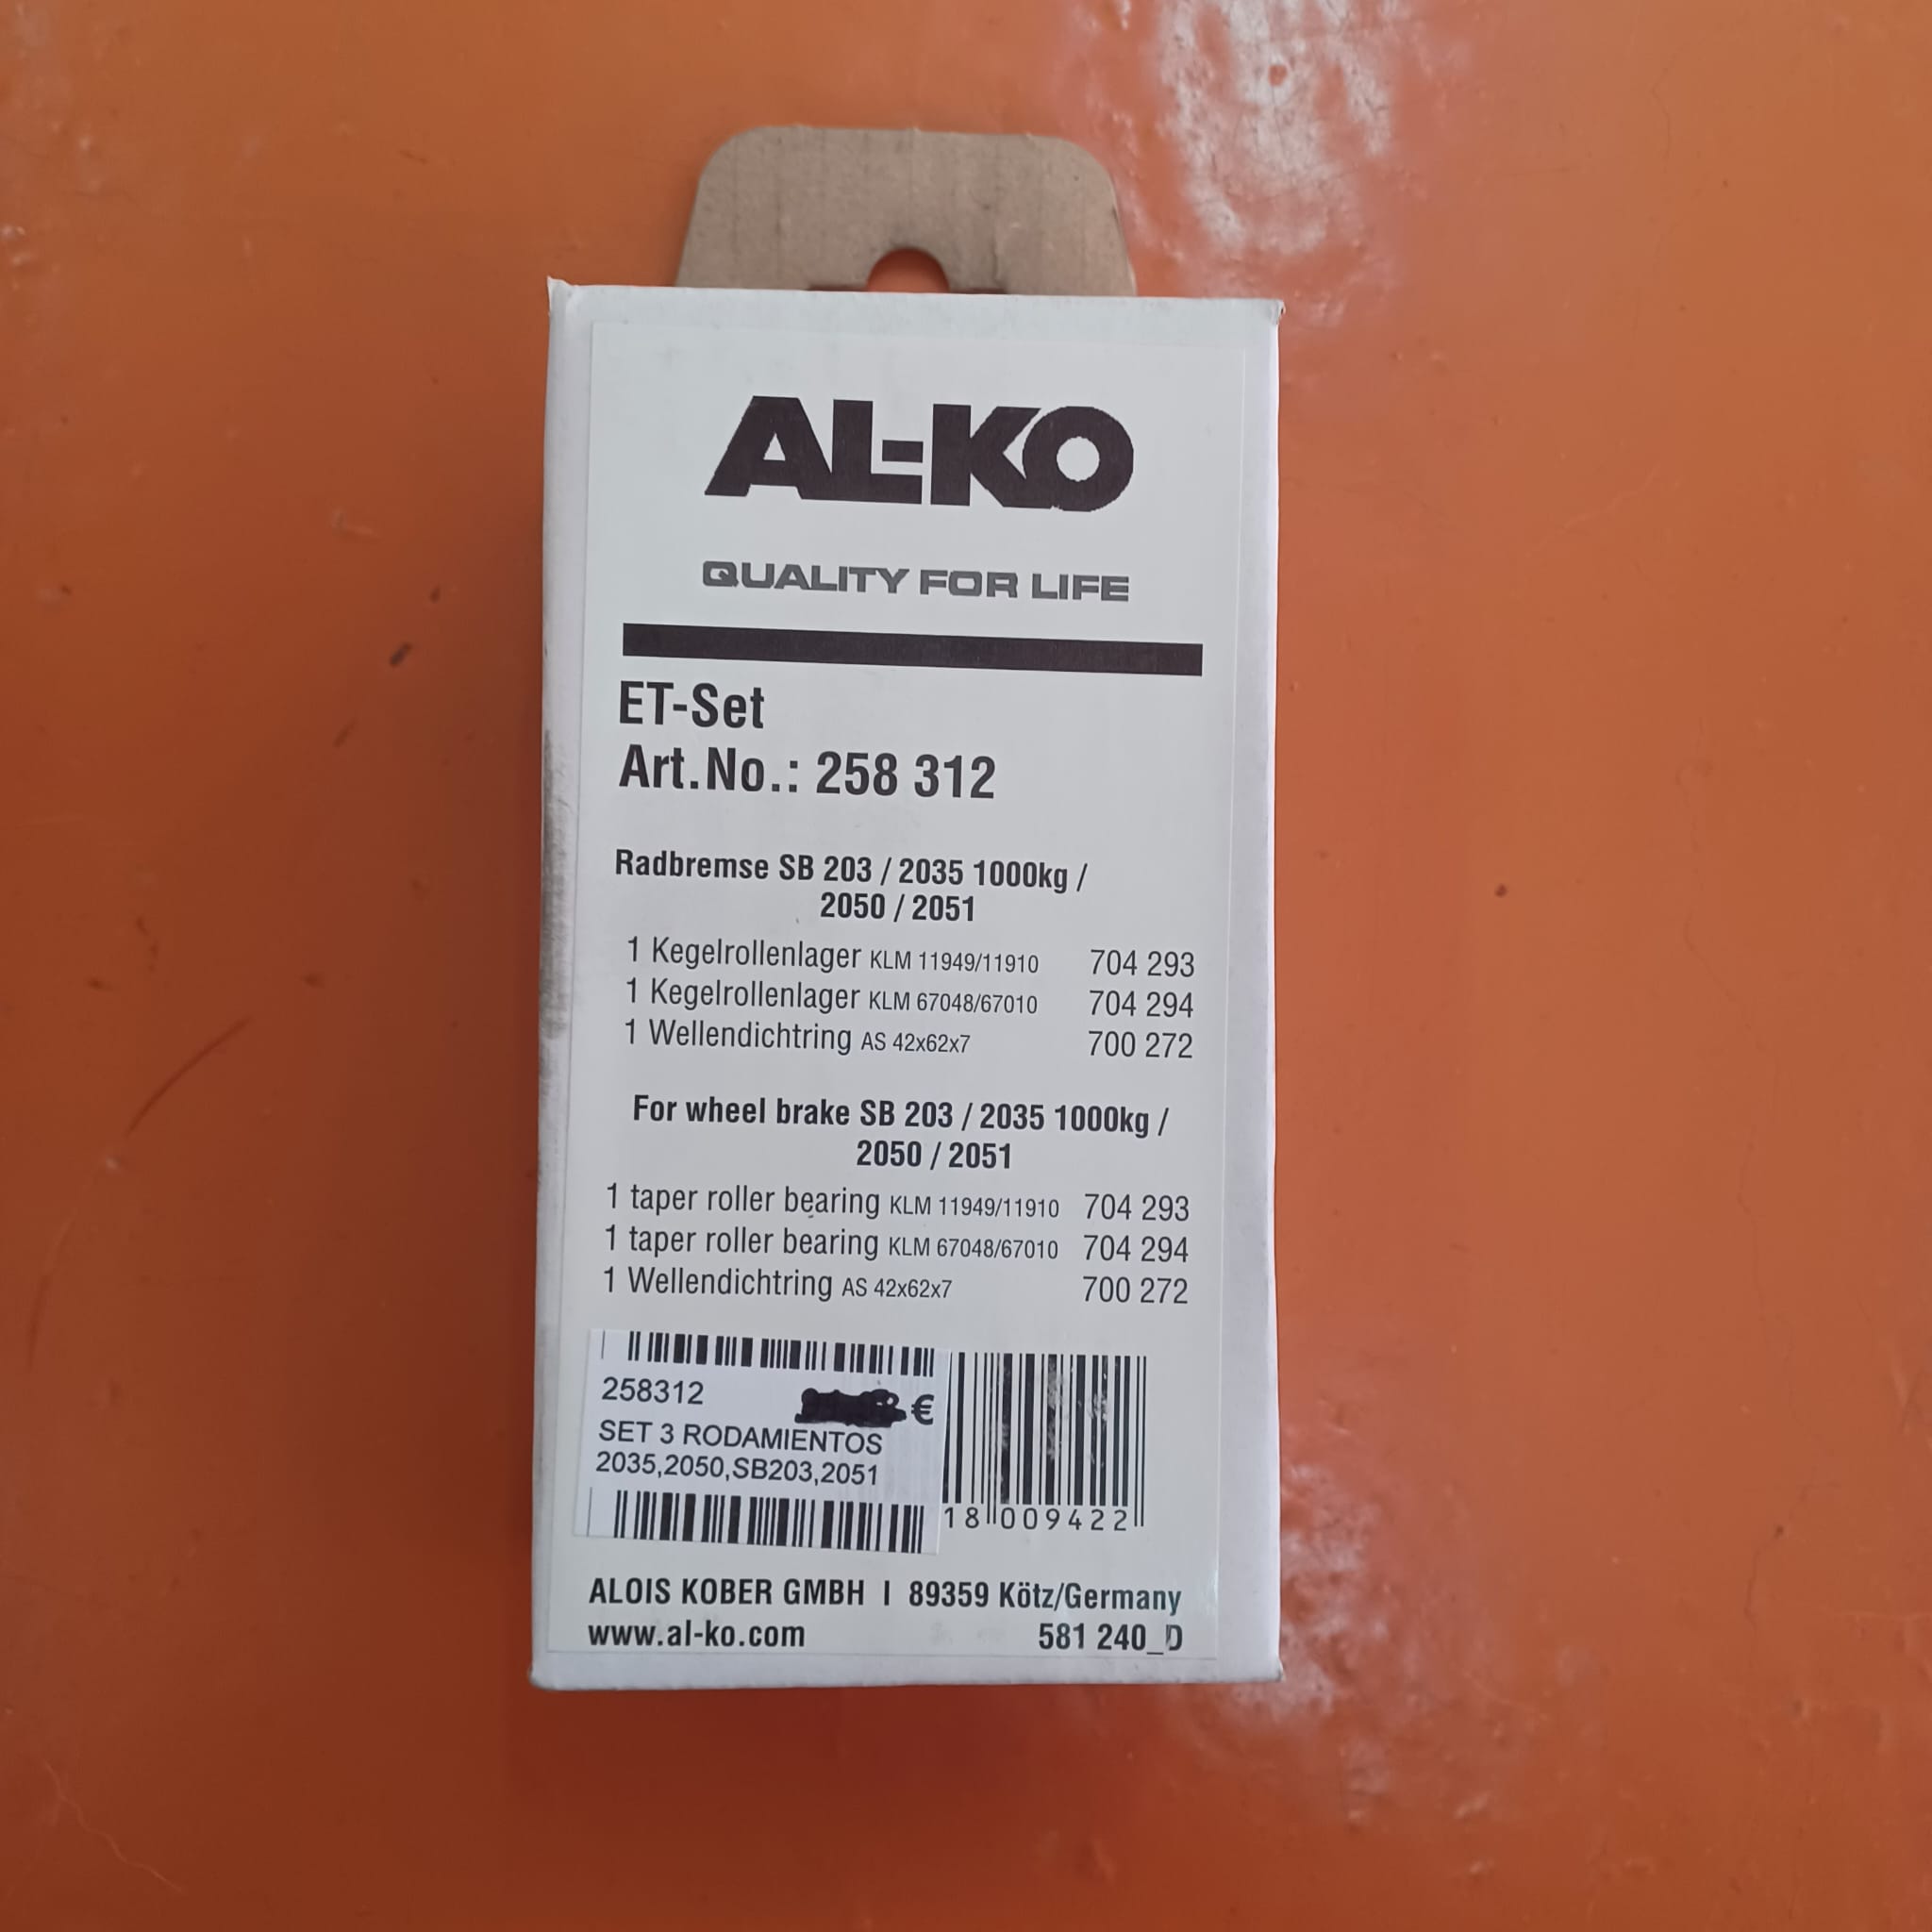 AL-KO
QUALITY FOR LIFE
ET-Set
Art.No.: 258 312
Radbremse SB 203 / 2035 1000kg /
2050 / 2051
1 Kegelrollenlager KLM 11949/11910 704 293
1 Kegelrollenlager KLM 67048/67010 704 294
1 Wellendichtring AS 42x62x7 700 272
For wheel brake SB 203 / 2035 1000kg /
2050 / 2051
1 taper roller bearing KLM 11949/11910 704 293
1 taper roller bearing KLM 67048/67010 704 294
1 Wellendichtring AS 42x62x7 700 272
258312 €
SET 3 RODAMIENTOS
2035,2050,SB203,2051
18 009422
ALOIS KOBER GMBH I 89359 Kötz/Germany
www.al-ko.com 581 240_D